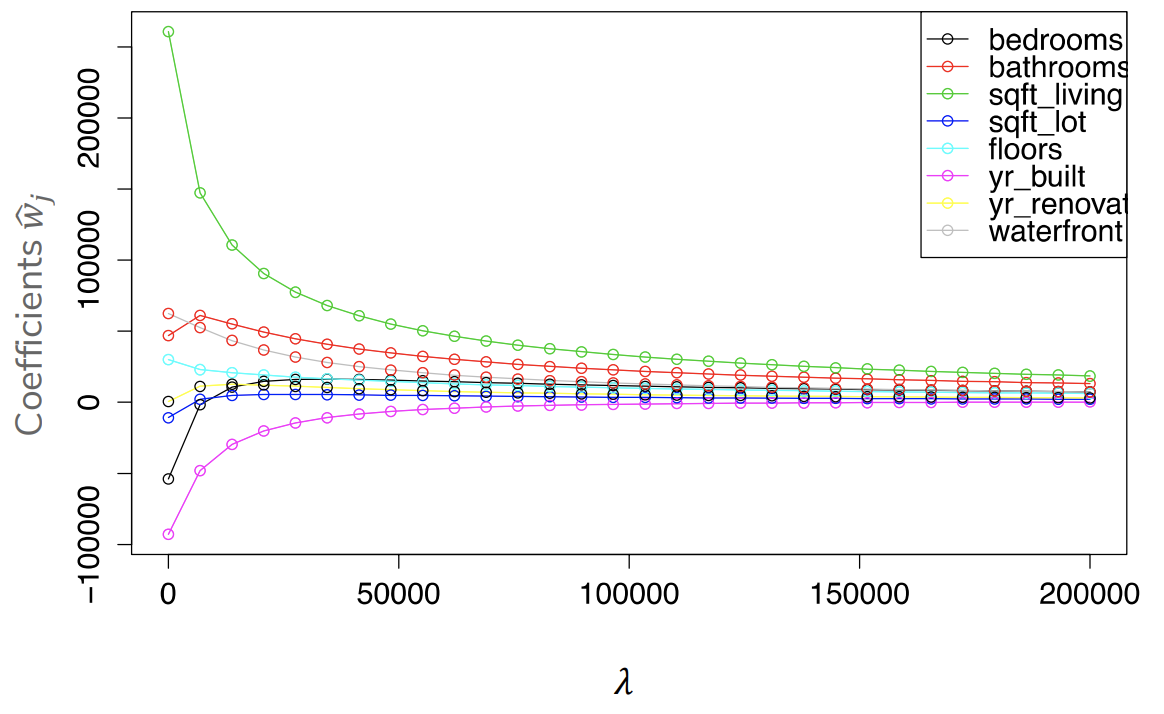 bedrooms
bathrooms
sqft_living
sqft_lot
floors
yr_built
yr_renovat
waterfront
Coefficients ŵj
200000
100000
0
−100000
0 50000 100000 150000 200000
λ